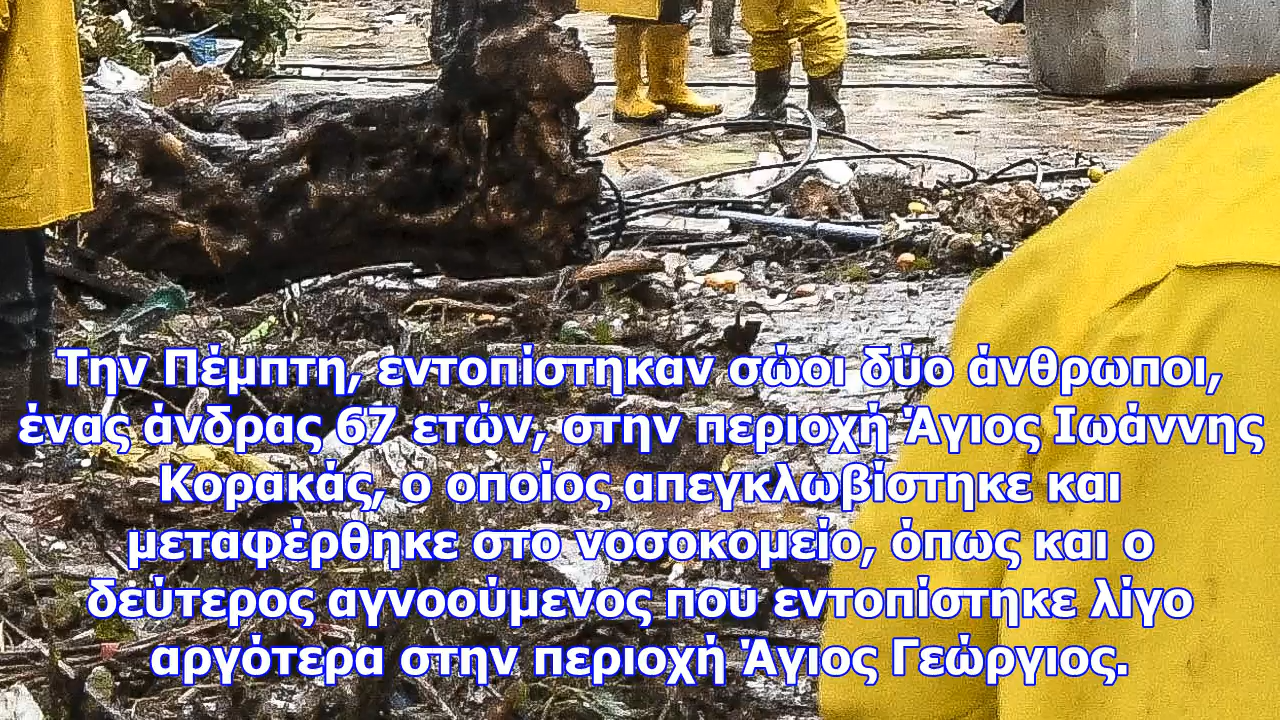 Την Πέμπτη, εντοπίστηκαν σώοι δύο άνθρωποι,
ένας άνδρας 67 ετών, στην περιοχή Άγιος Ιωάννης
Κορακάς, ο οποίος απεγκλωβίστηκε και
μεταφέρθηκε στο νοσοκομείο, όπως και ο
δεύτερος αγνοούμενος που εντοπίστηκε λίγο
αργότερα στην περιοχή Άγιος Γεώργιος.